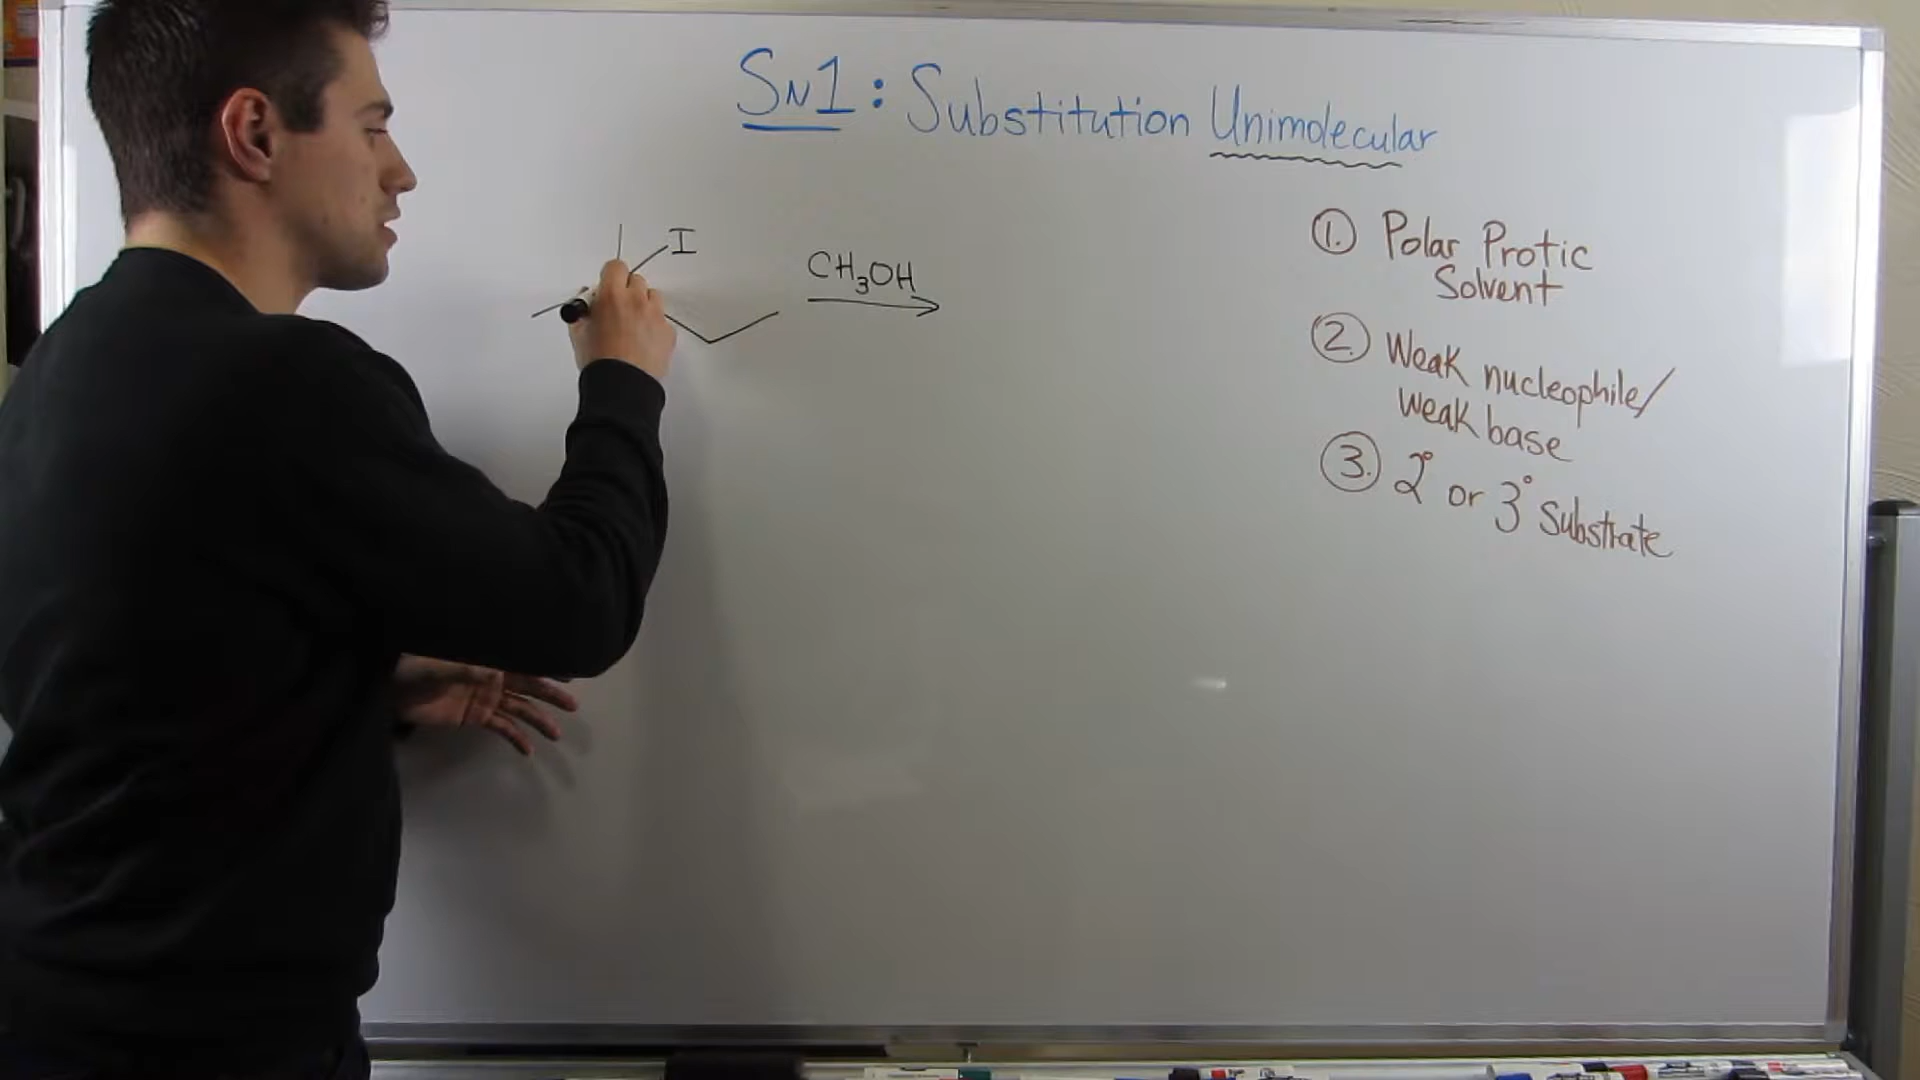 SN1: Substitution Unimolecular
I
CH₃OH
1. Polar Protic
Solvent
2. Weak nucleophile/
weak base
3. 2° or 3° Substrate